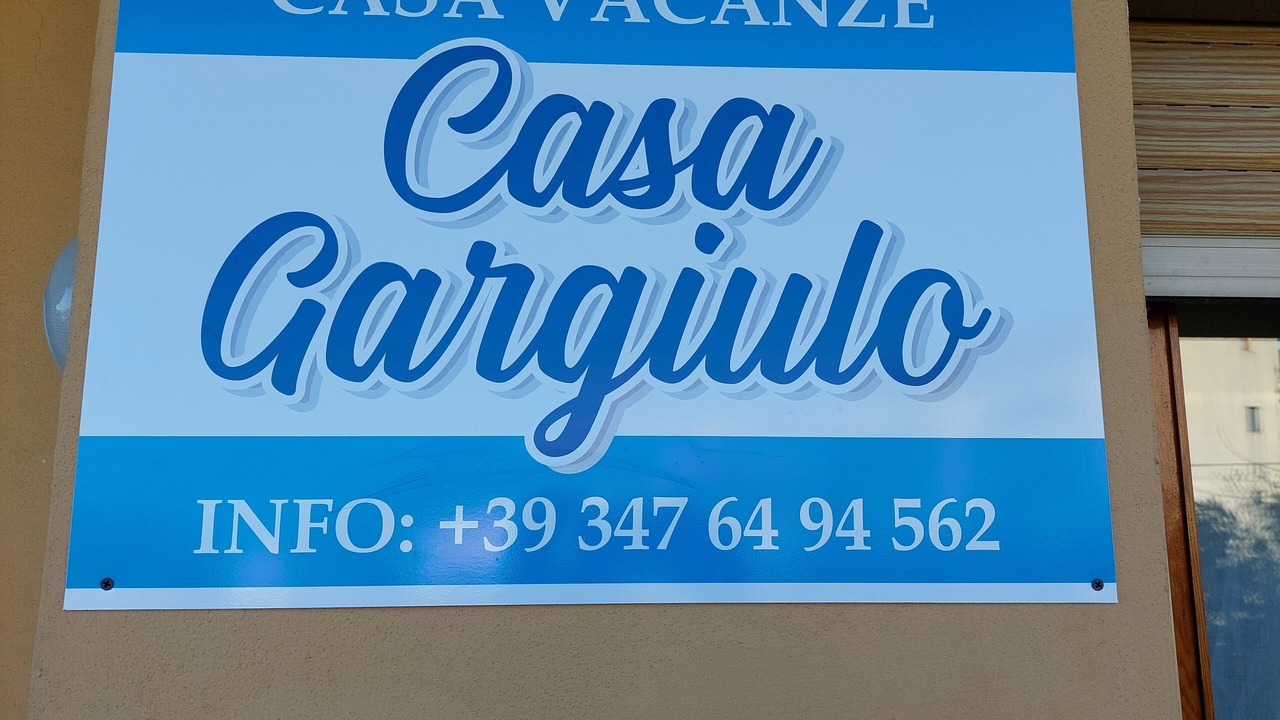 CASA VACANZE
Casa
Gargiulo
INFO: +39 347 64 94 562